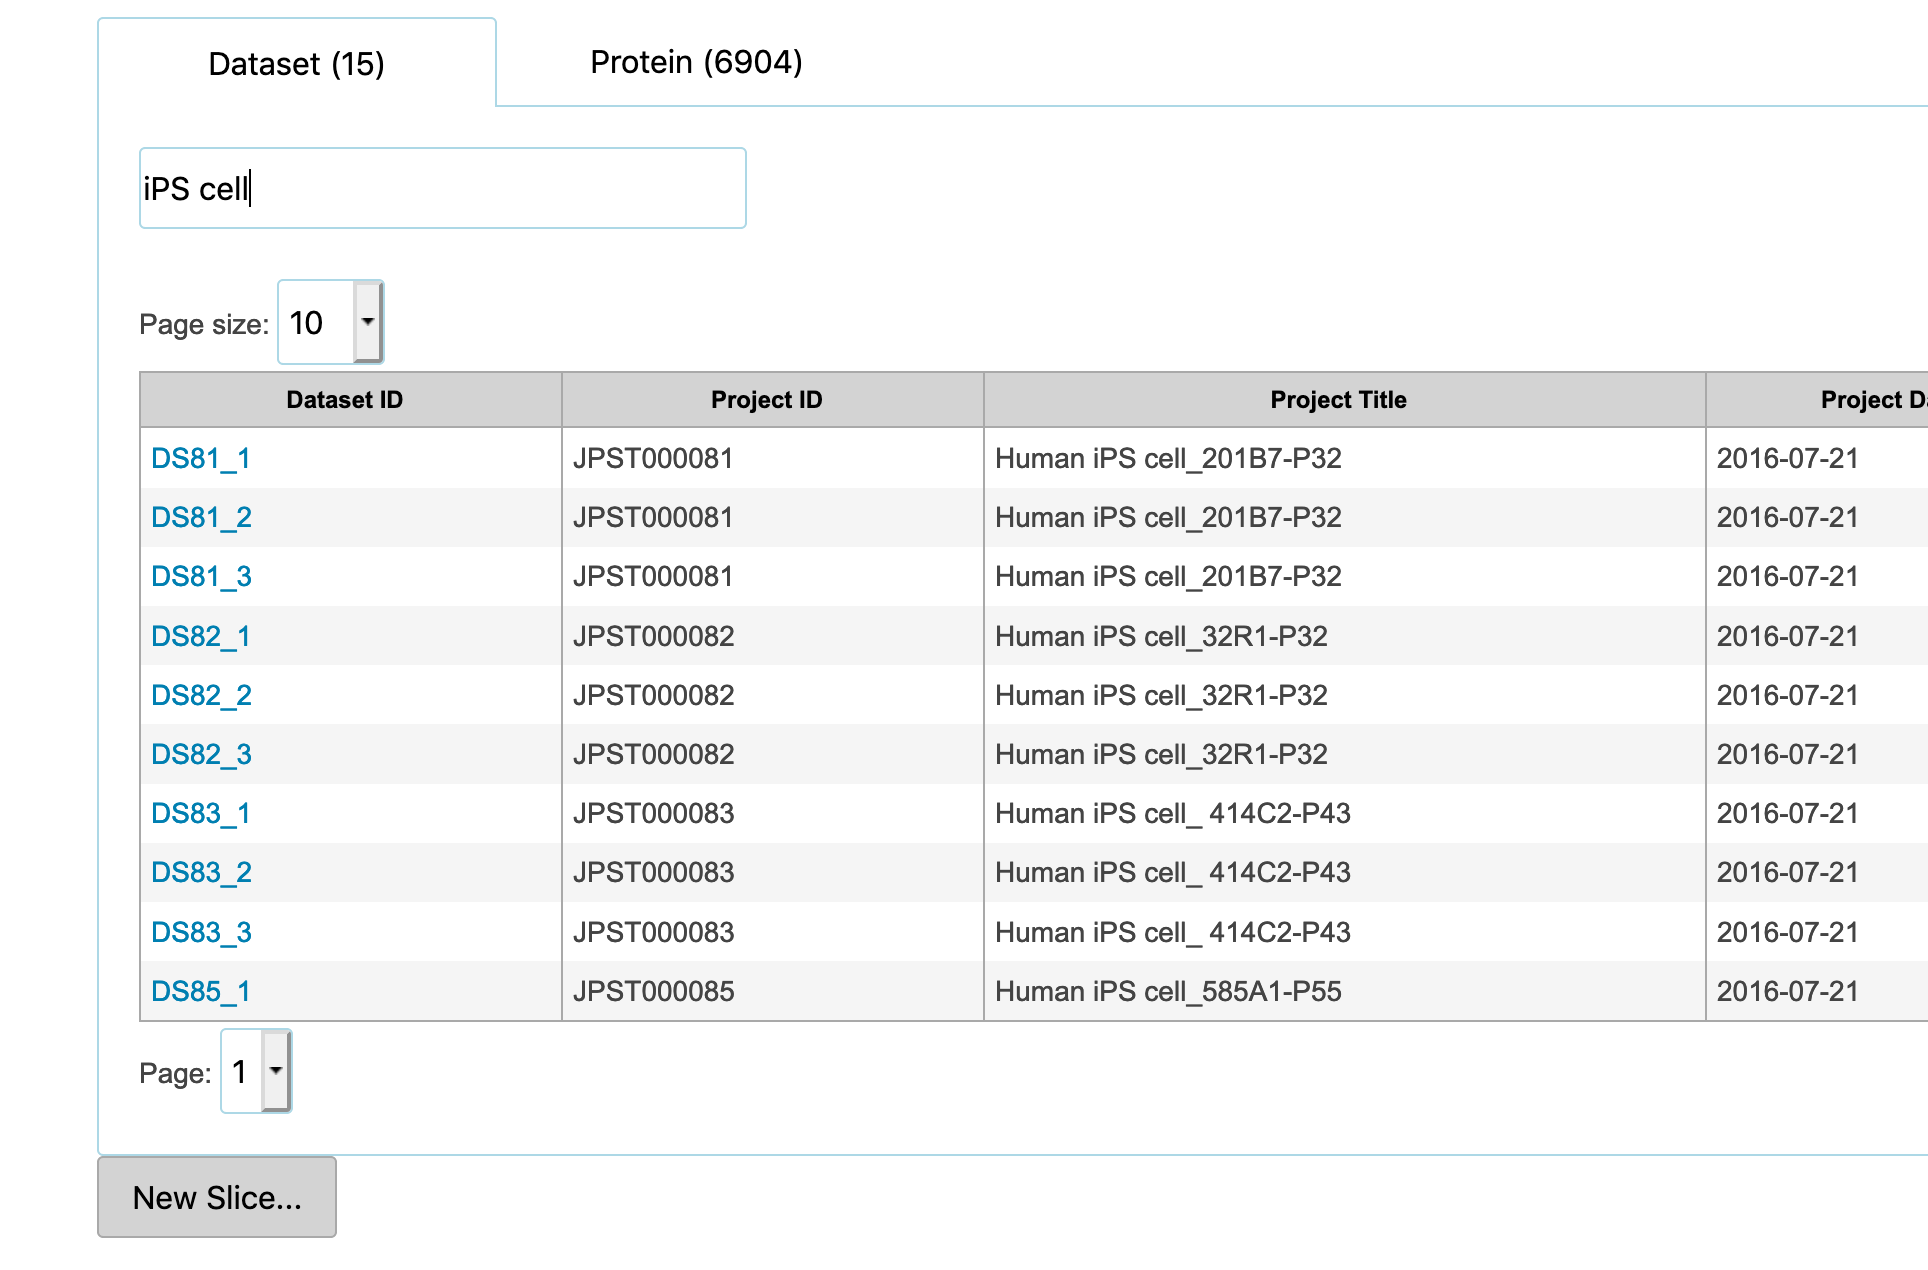 Dataset (15) Protein (6904)
iPS cell
Page size: 10
Dataset ID Project ID Project Title Project Da
DS81_1 JPST000081 Human iPS cell_201B7-P32 2016-07-21
DS81_2 JPST000081 Human iPS cell_201B7-P32 2016-07-21
DS81_3 JPST000081 Human iPS cell_201B7-P32 2016-07-21
DS82_1 JPST000082 Human iPS cell_32R1-P32 2016-07-21
DS82_2 JPST000082 Human iPS cell_32R1-P32 2016-07-21
DS82_3 JPST000082 Human iPS cell_32R1-P32 2016-07-21
DS83_1 JPST000083 Human iPS cell_ 414C2-P43 2016-07-21
DS83_2 JPST000083 Human iPS cell_ 414C2-P43 2016-07-21
DS83_3 JPST000083 Human iPS cell_ 414C2-P43 2016-07-21
DS85_1 JPST000085 Human iPS cell_585A1-P55 2016-07-21
Page: 1
New Slice...